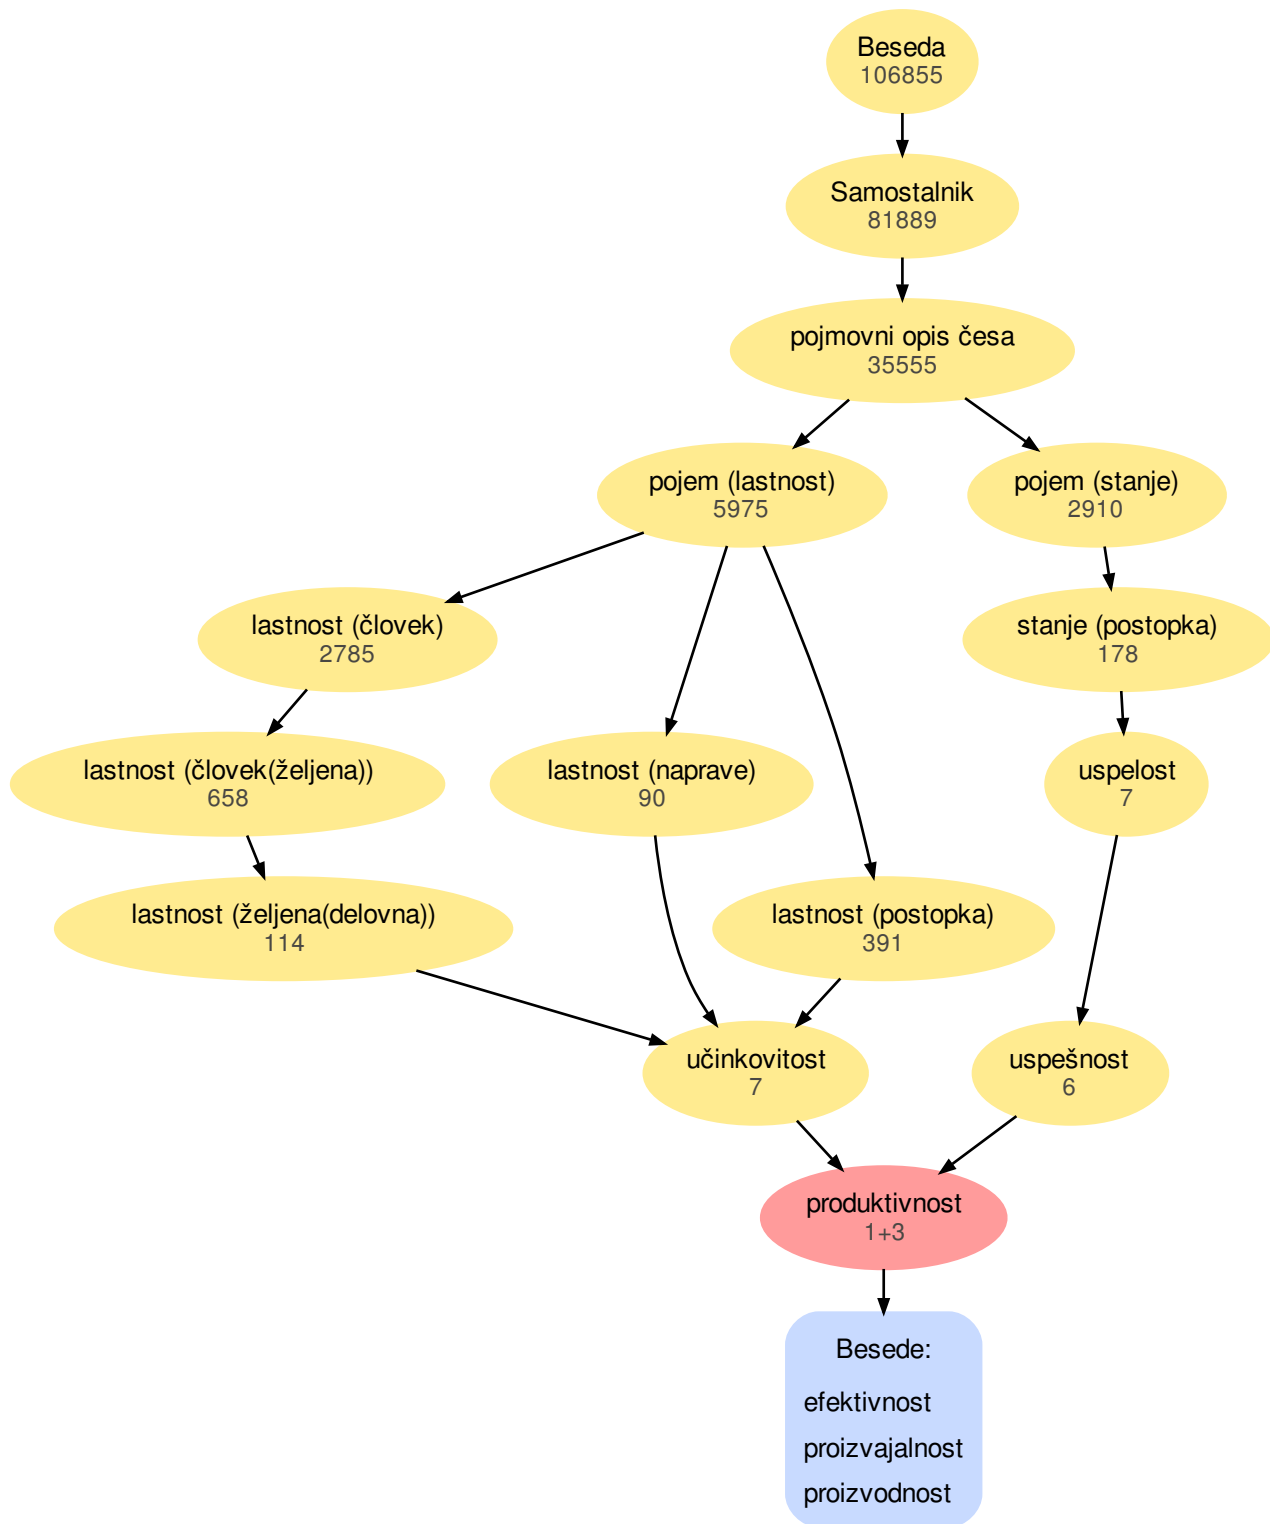 Beseda
106855
Samostalnik
81889
pojmovni opis česa
35555
pojem (lastnost)
5975
pojem (stanje)
2910
lastnost (človek)
2785
stanje (postopka)
178
lastnost (človek(željena))
658
lastnost (naprave)
90
uspelost
7
lastnost (željena(delovna))
114
lastnost (postopka)
391
učinkovitost
7
uspešnost
6
produktivnost
1+3
Besede:
efektivnost
proizvajalnost
proizvodnost